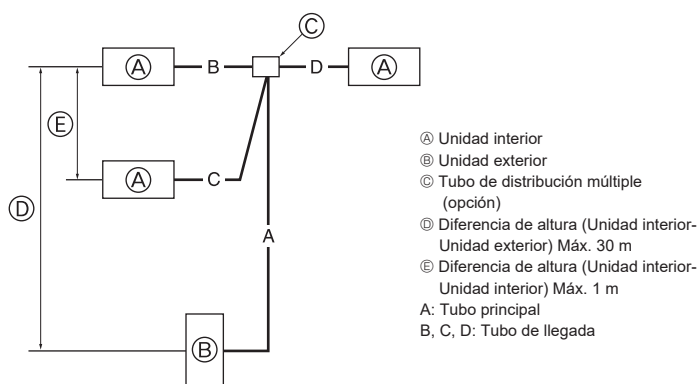 Ⓒ
Ⓐ B D Ⓐ
Ⓔ
Ⓐ C
Ⓓ
A
Ⓑ
Ⓐ Unidad interior
Ⓑ Unidad exterior
Ⓒ Tubo de distribución múltiple
(opción)
Ⓓ Diferencia de altura (Unidad interior-
Unidad exterior) Máx. 30 m
Ⓔ Diferencia de altura (Unidad interior-
Unidad interior) Máx. 1 m
A: Tubo principal
B, C, D: Tubo de llegada